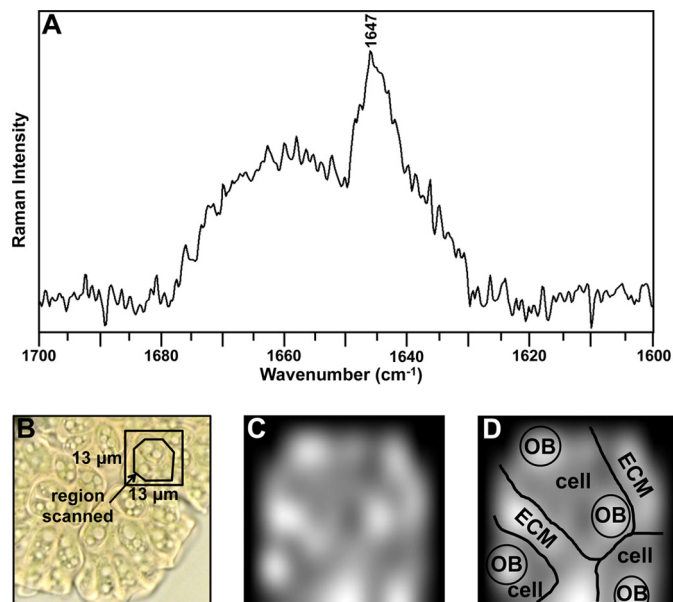 A
1647
Raman Intensity
1700 1680 1660 1640 1620 1600
Wavenumber (cm-1)
B
13 µm
13 µm
region
scanned
C
D
OB
cell
ECM
OB
ECM
OB
cell
cell
OB